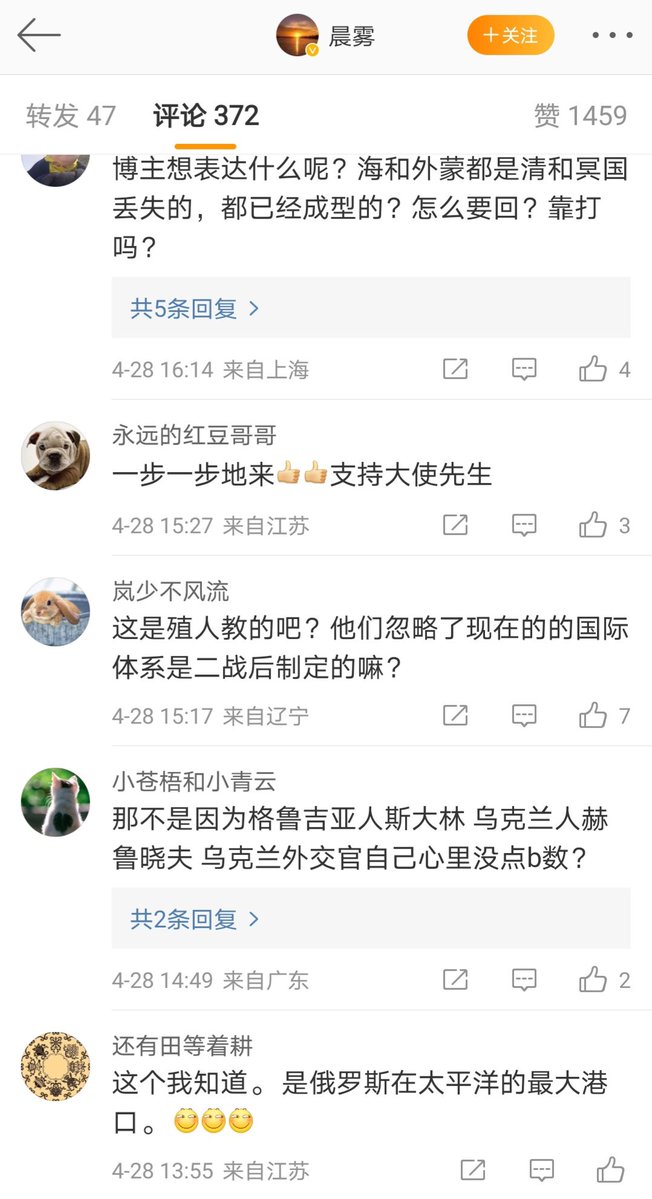 晨雾
+关注
转发 47
评论 372
赞 1459
博主想表达什么呢？海和外蒙都是清和冥国
丢失的，都已经成型的？怎么要回？靠打
吗？
共5条回复 >
4-28 16:14 来自上海
4
永远的红豆哥哥
一步一步地来👍👍支持大使先生
4-28 15:27 来自江苏
3
岚少不风流
这是殖人教的吧？他们忽略了现在的的国际
体系是二战后制定的嘛？
4-28 15:17 来自辽宁
7
小苍梧和小青云
那不是因为格鲁吉亚人斯大林 乌克兰人赫
鲁晓夫 乌克兰外交官自己心里没点b数？
共2条回复 >
4-28 14:49 来自广东
2
还有田等着耕
这个我知道。是俄罗斯在太平洋的最大港
口。
4-28 13:55 来自江苏